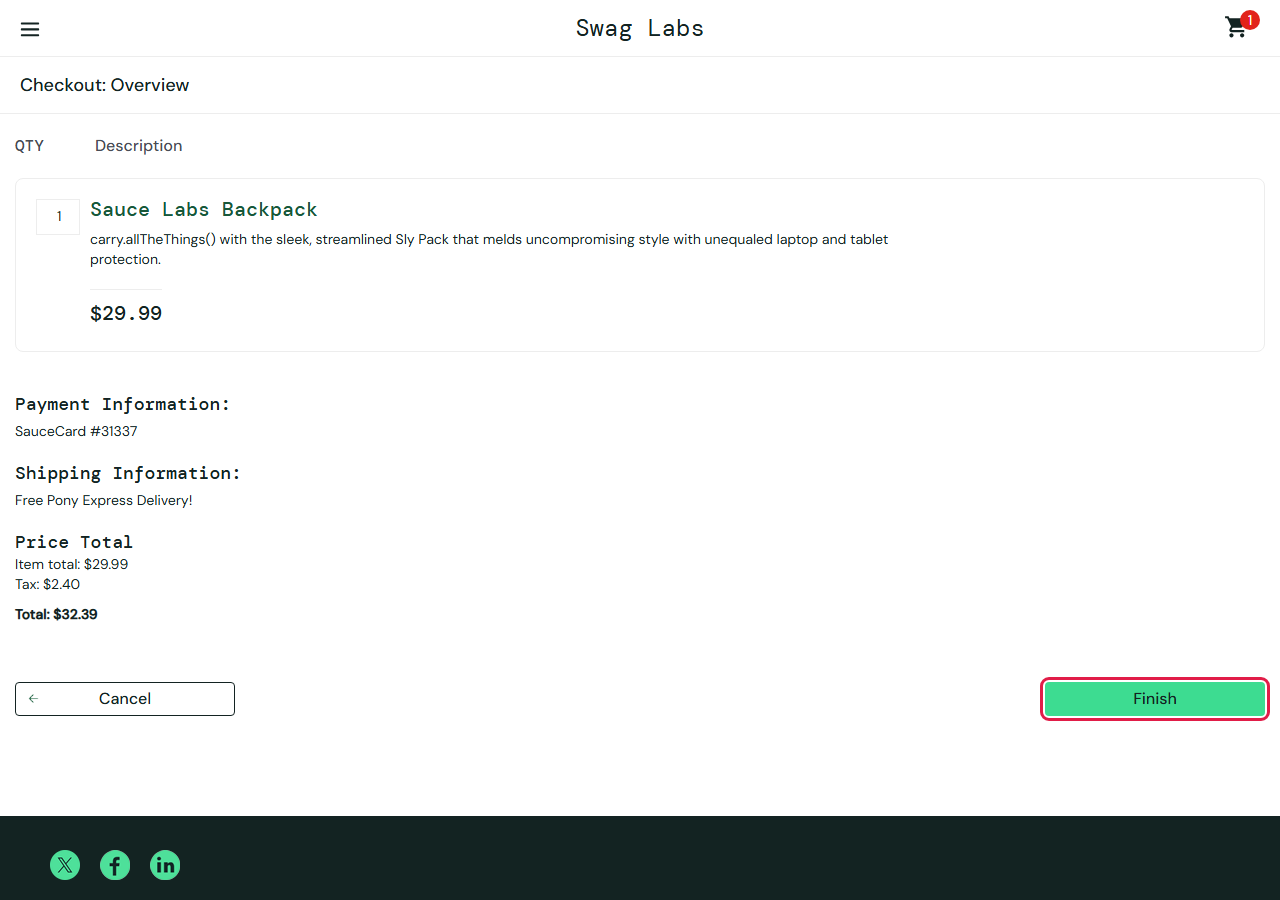 Swag Labs
1
Checkout: Overview
QTY Description
1
Sauce Labs Backpack
carry.allTheThings() with the sleek, streamlined Sly Pack that melds uncompromising style with unequaled laptop and tablet
protection.
$29.99
Payment Information:
SauceCard #31337
Shipping Information:
Free Pony Express Delivery!
Price Total
Item total: $29.99
Tax: $2.40
Total: $32.39
Cancel
Finish